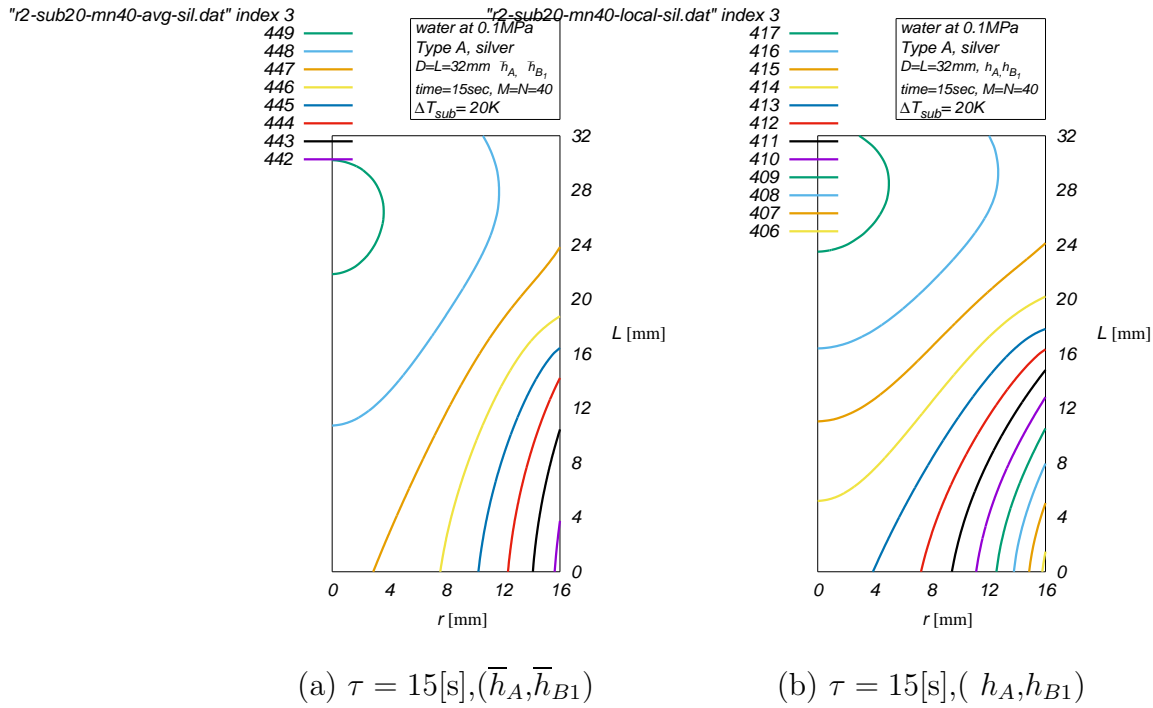 "r2-sub20-mn40-avg-sil.dat" index 3
449
448
447
446
445
444
443
442
water at 0.1MPa
Type A, silver
D=L=32mm h̄A, h̄B1
time=15sec, M=N=40
ΔTsub= 20K
32
28
24
20
16
12
8
4
0
L [mm]
0 4 8 12 16
r [mm]
(a) τ = 15[s],(h̄A,h̄B1)
"r2-sub20-mn40-local-sil.dat" index 3
417
416
415
414
413
412
411
410
409
408
407
406
water at 0.1MPa
Type A, silver
D=L=32mm, hA,hB1
time=15sec, M=N=40
ΔTsub= 20K
32
28
24
20
16
12
8
4
0
L [mm]
0 4 8 12 16
r [mm]
(b) τ = 15[s],( hA,hB1)